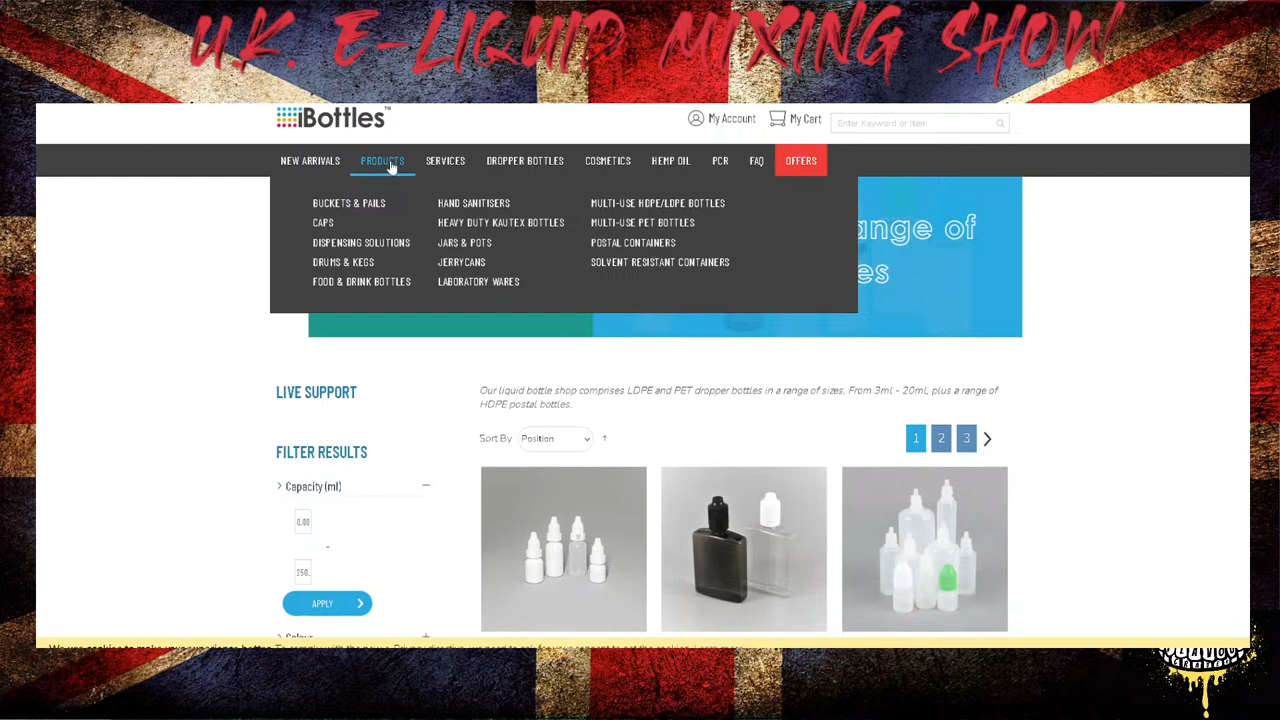 U.K. E-LIQUID MIXING SHOW
iBottles™
My Account
My Cart
Enter Keyword or Item
NEW ARRIVALS PRODUCTS SERVICES DROPPER BOTTLES COSMETICS HEMP OIL PCR FAQ OFFERS
BUCKETS & PAILS HAND SANITISERS MULTI-USE HDPE/LDPE BOTTLES
CAPS HEAVY DUTY KAUTEX BOTTLES MULTI-USE PET BOTTLES
DISPENSING SOLUTIONS JARS & POTS POSTAL CONTAINERS
DRUMS & KEGS JERRYCANS SOLVENT RESISTANT CONTAINERS
FOOD & DRINK BOTTLES LABORATORY WARES
ange of
es
LIVE SUPPORT
Our liquid bottle shop comprises LDPE and PET dropper bottles in a range of sizes. From 3ml - 20ml, plus a range of
HDPE postal bottles.
Sort By Position ↑
1 2 3
FILTER RESULTS
Capacity (ml)
0.00
-
250.
APPLY
Colour